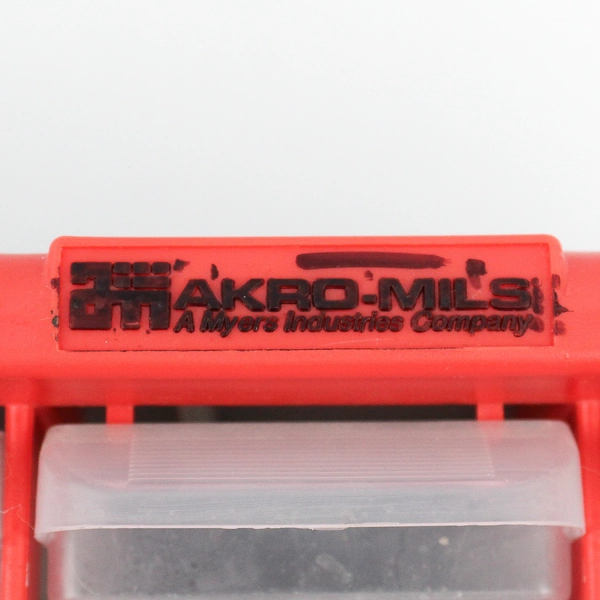 AKRO-MILS
A Myers Industries Company